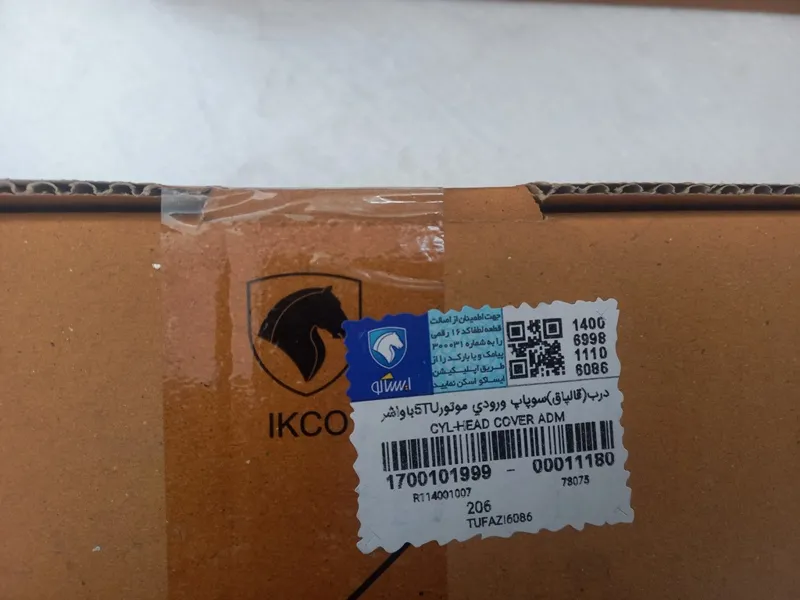 IKCO
ایساکو
جهت اطمینان از اصالت
قطعه لطفا کد ۱۶ رقمی
را به شماره ۳۰۰۰۳۱
پیامک و یا بارکد را از
طریق اپلیکیشن
ایساکو اسکن نمایید
1400
6998
1110
6086
درب(قالپاق)سوپاپ ورودي موتور5TUباواشر
CYL-HEAD COVER ADM
1700101999 - 00011180
R114001007 78075
206
TUFAZI6086